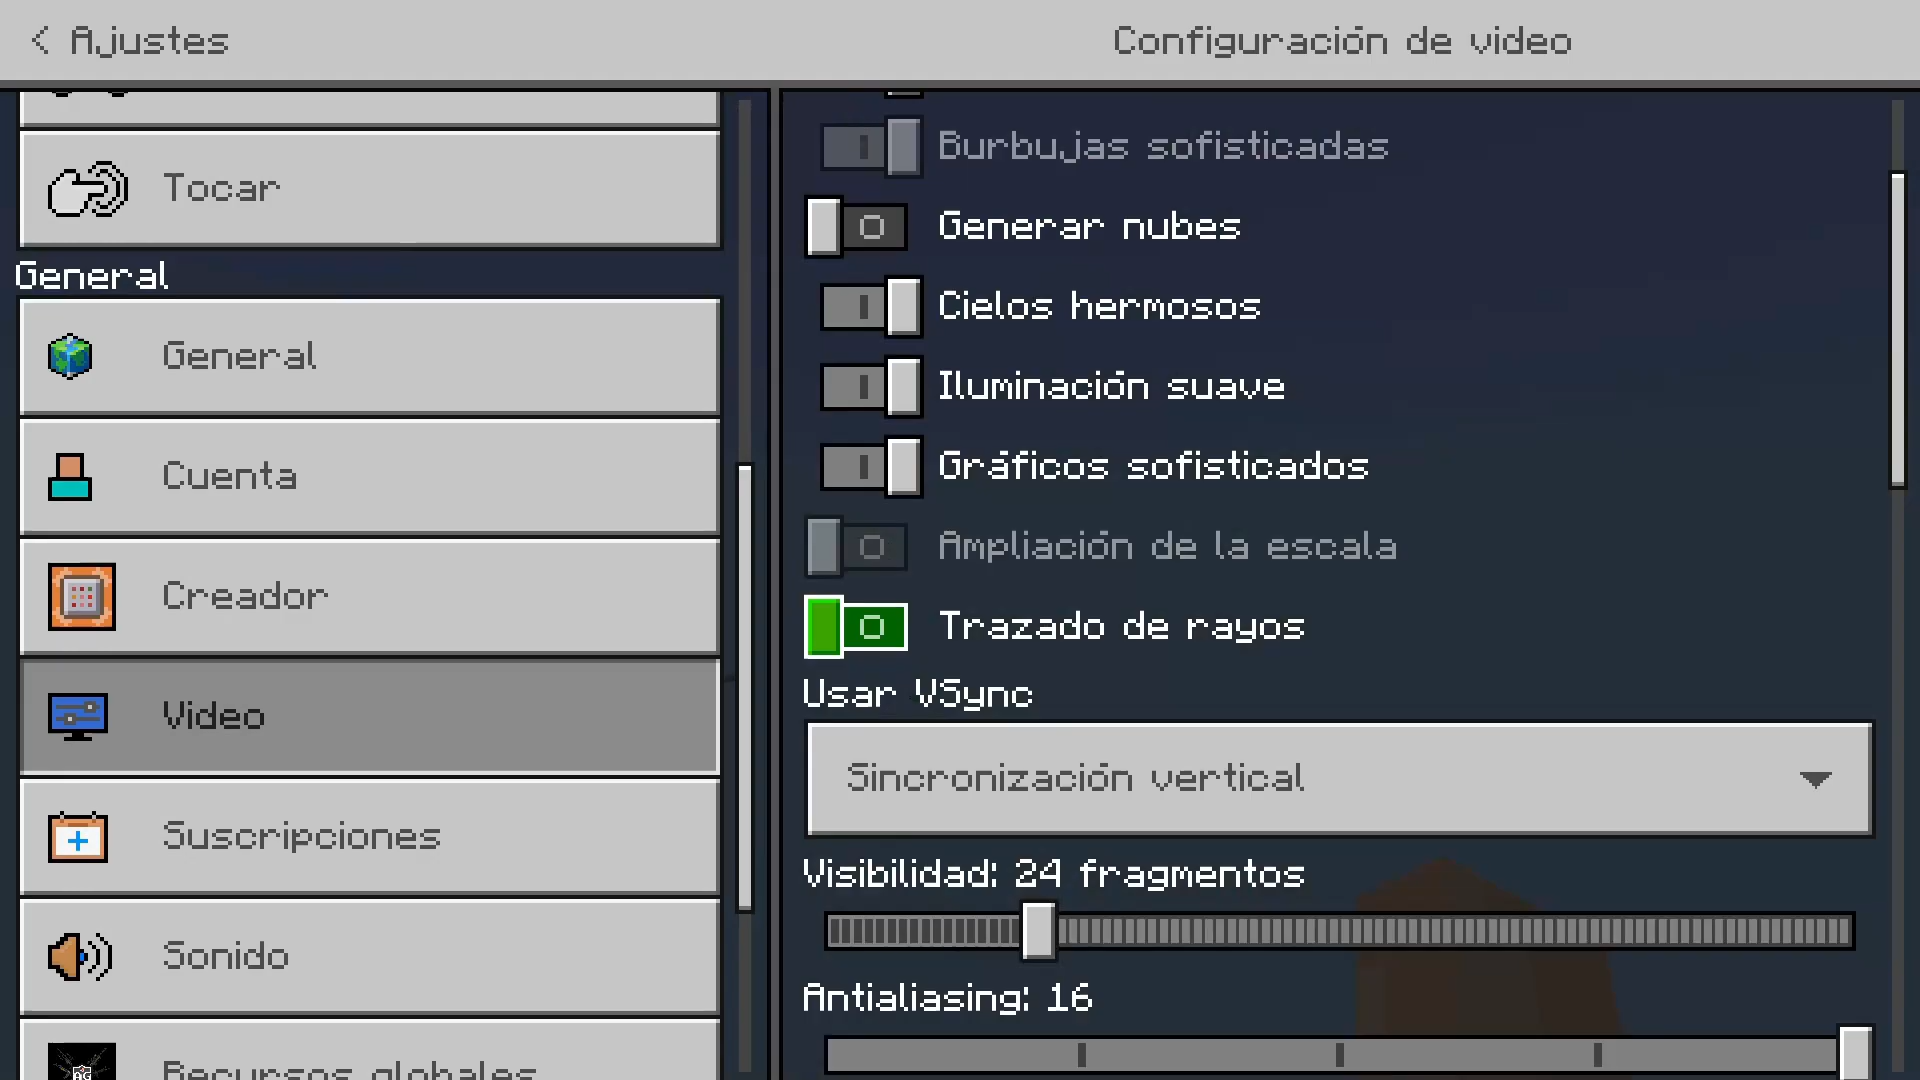 Ajustes
Configuración de video
Tocar
General
General
Cuenta
Creador
Video
Suscripciones
Sonido
Recursos globales
Burbujas sofisticadas
Generar nubes
Cielos hermosos
Iluminación suave
Gráficos sofisticados
Ampliación de la escala
Trazado de rayos
Usar VSync
Sincronización vertical
Visibilidad: 24 fragmentos
Antialiasing: 16